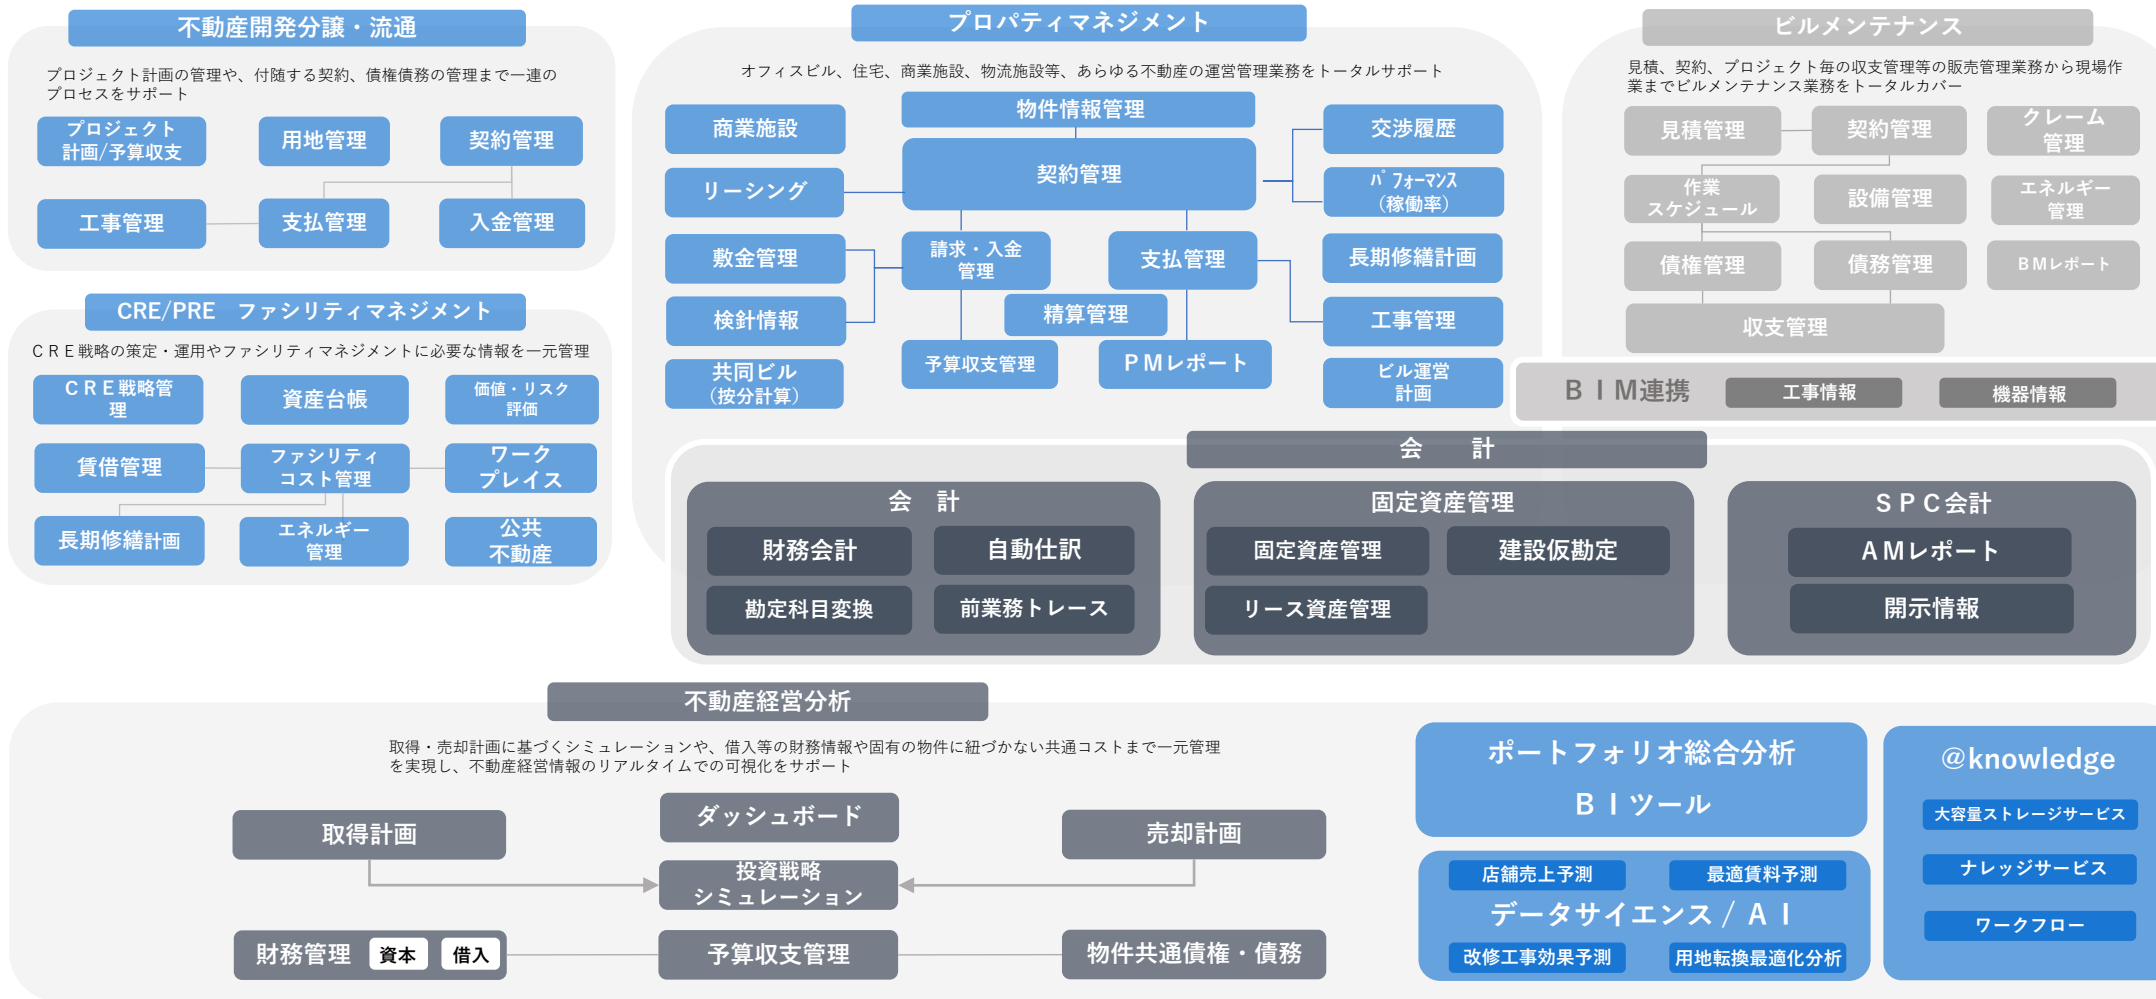 不動産開発分譲・流通
プロジェクト計画の管理や、付随する契約、債権債務の管理まで一連の
プロセスをサポート
プロジェクト
計画/予算収支
用地管理
契約管理
工事管理
支払管理
入金管理
CRE/PRE　ファシリティマネジメント
ＣＲＥ戦略の策定・運用やファシリティマネジメントに必要な情報を一元管理
ＣＲＥ戦略管
理
資産台帳
価値・リスク
評価
賃借管理
ファシリティ
コスト管理
ワーク
プレイス
長期修繕計画
エネルギー
管理
公共
不動産
プロパティマネジメント
オフィスビル、住宅、商業施設、物流施設等、あらゆる不動産の運営管理業務をトータルサポート
商業施設
物件情報管理
交渉履歴
リーシング
契約管理
ﾊﾟﾌｫｰﾏﾝｽ
（稼働率）
敷金管理
請求・入金
管理
支払管理
長期修繕計画
検針情報
精算管理
工事管理
共同ビル
（按分計算）
予算収支管理
ＰＭレポート
ビル運営
計画
ビルメンテナンス
見積、契約、プロジェクト毎の収支管理等の販売管理業務から現場作
業までビルメンテナンス業務をトータルカバー
見積管理
契約管理
クレーム
管理
作業
スケジュール
設備管理
エネルギー
管理
債権管理
債務管理
ＢＭレポート
収支管理
ＢＩＭ連携
工事情報
機器情報
会　　計
会　計
財務会計
自動仕訳
勘定科目変換
前業務トレース
固定資産管理
固定資産管理
建設仮勘定
リース資産管理
ＳＰＣ会計
ＡＭレポート
開示情報
不動産経営分析
取得・売却計画に基づくシミュレーションや、借入等の財務情報や固有の物件に紐づかない共通コストまで一元管理
を実現し、不動産経営情報のリアルタイムでの可視化をサポート
取得計画
ダッシュボード
売却計画
投資戦略
シミュレーション
財務管理
資本
借入
予算収支管理
物件共通債権・債務
ポートフォリオ総合分析
ＢＩツール
店舗売上予測
最適賃料予測
データサイエンス / ＡＩ
改修工事効果予測
用地転換最適化分析
@knowledge
大容量ストレージサービス
ナレッジサービス
ワークフロー